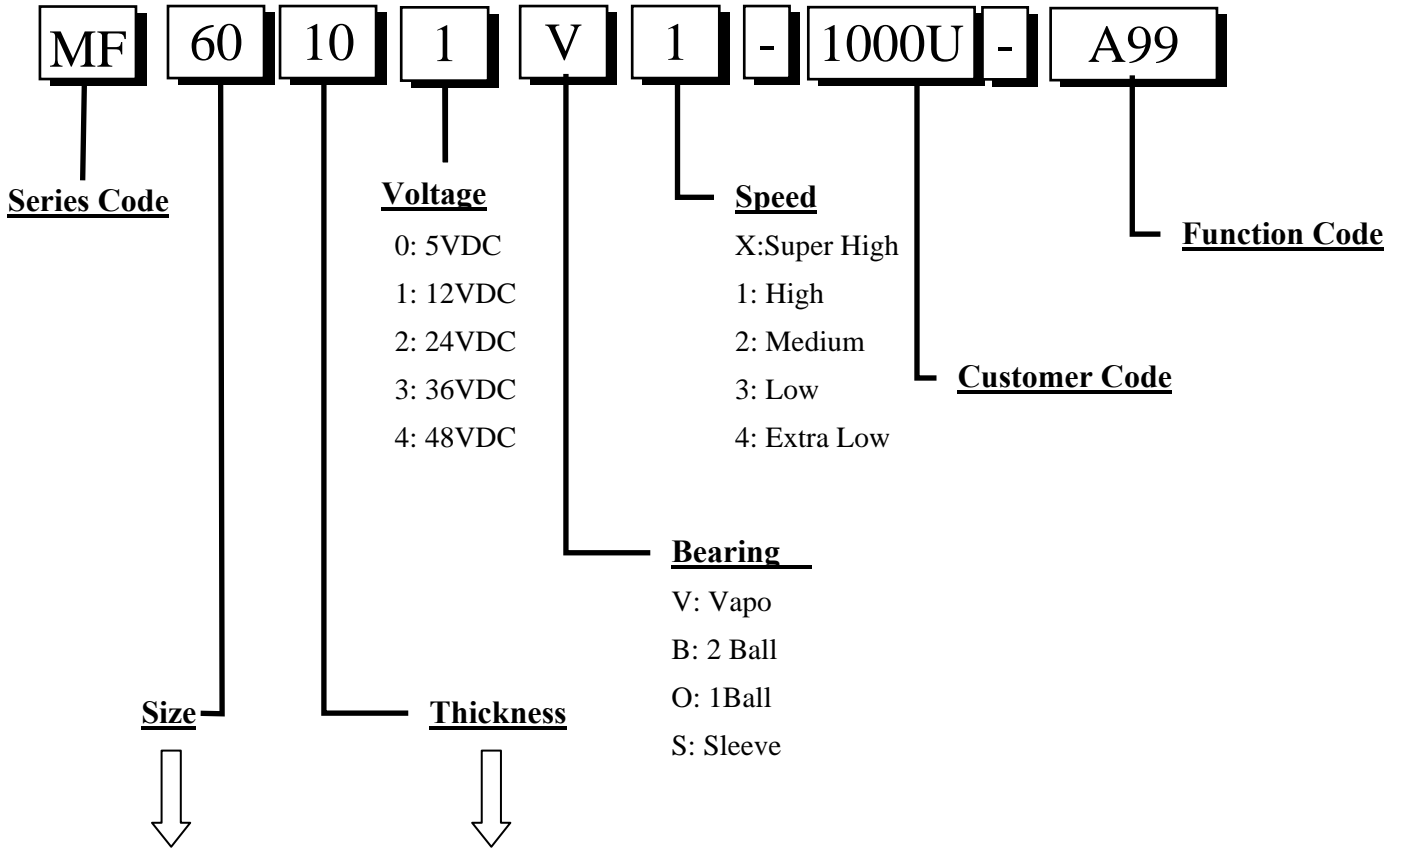 MF 60 10 1 V 1 - 1000U - A99
Series Code
Voltage
0: 5VDC
1: 12VDC
2: 24VDC
3: 36VDC
4: 48VDC
Speed
X:Super High
1: High
2: Medium
3: Low
4: Extra Low
Function Code
Customer Code
Bearing
V: Vapo
B: 2 Ball
O: 1Ball
S: Sleeve
Size
Thickness